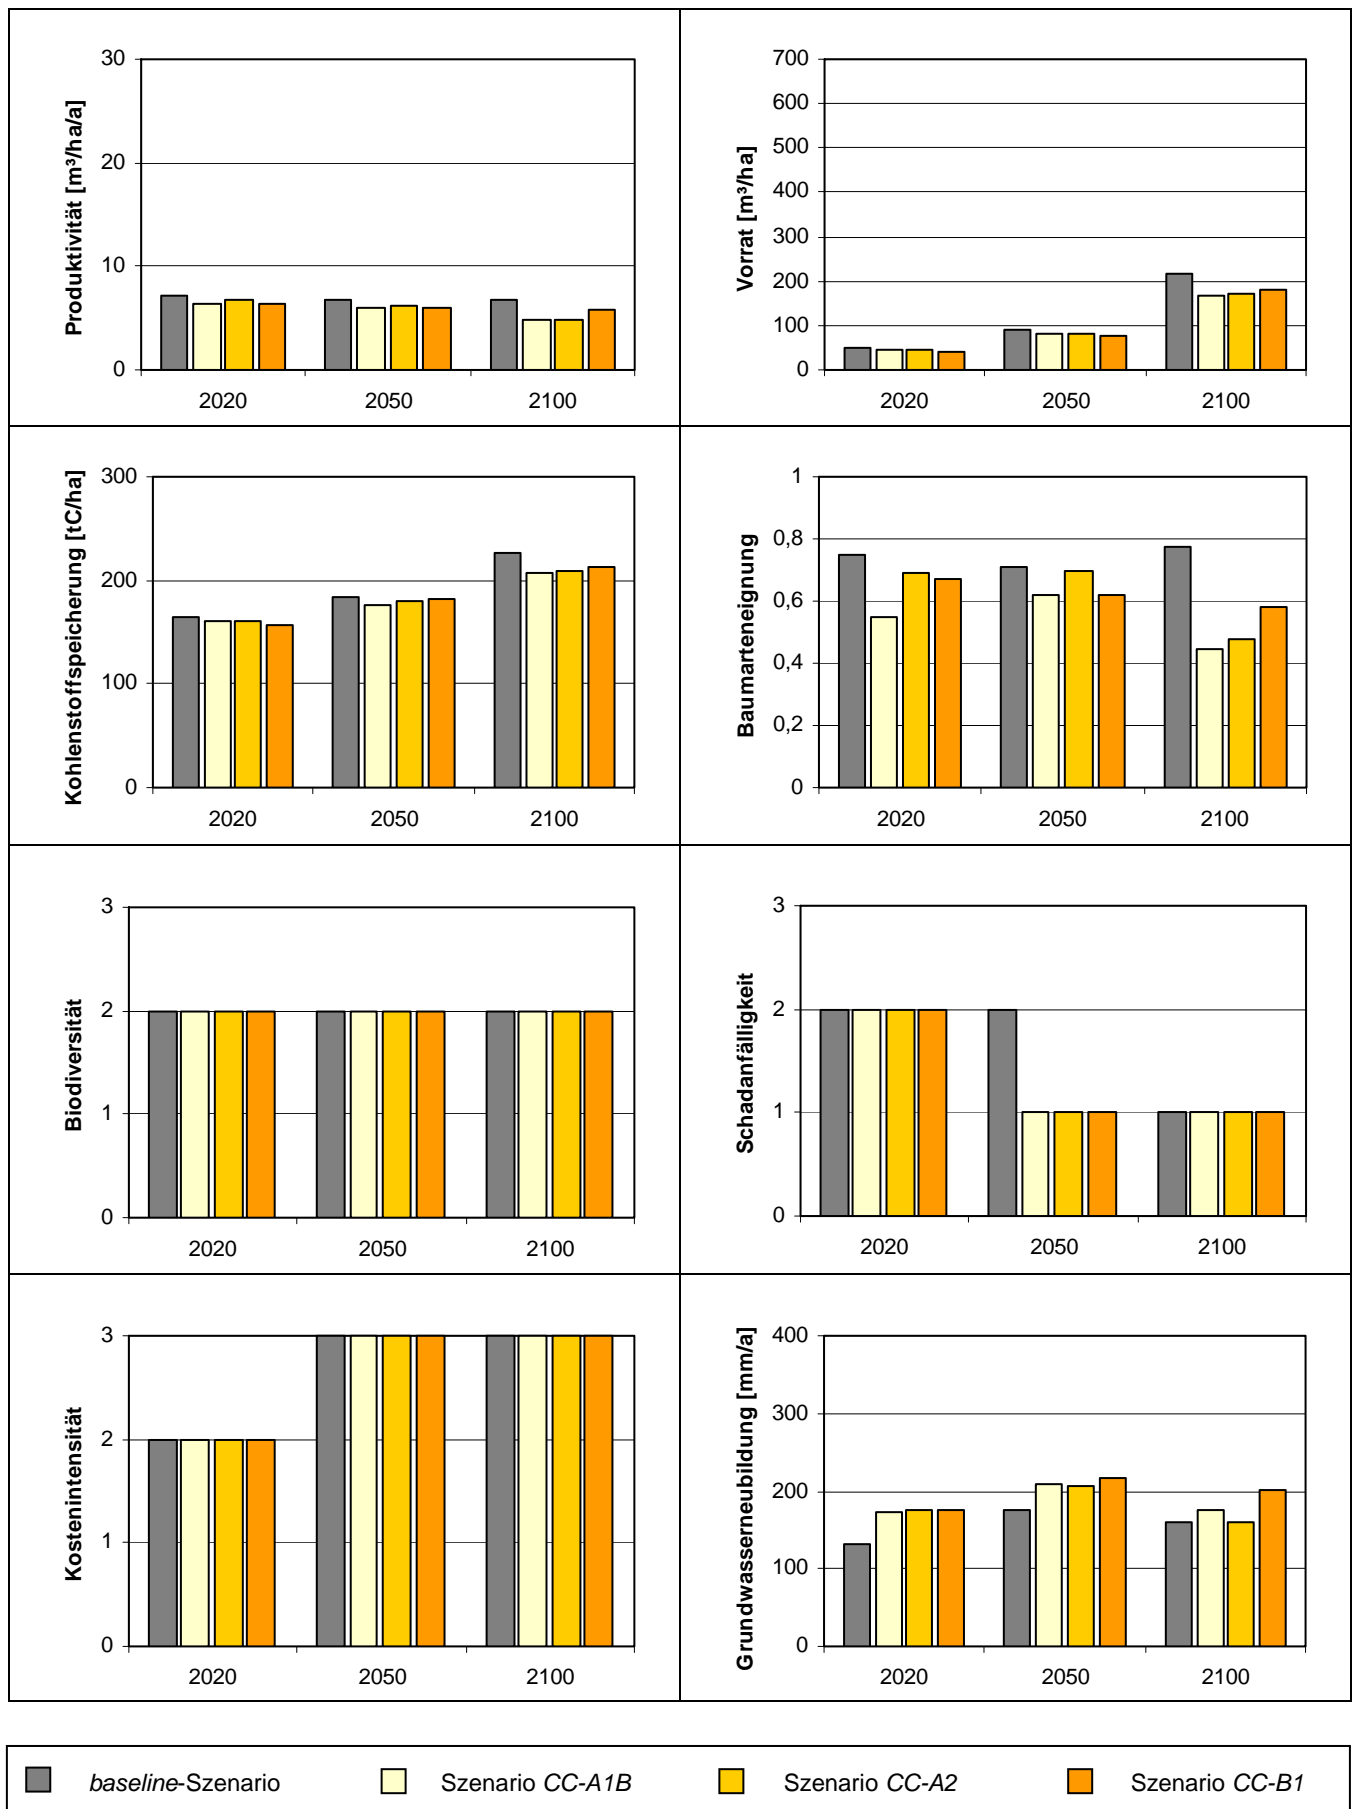 Produktivität [m³/ha/a]
30
20
10
0
2020 2050 2100
Vorrat [m³/ha]
700
600
500
400
300
200
100
0
2020 2050 2100
Kohlenstoffspeicherung [tC/ha]
300
200
100
0
2020 2050 2100
Baumarteneignung
1
0,8
0,6
0,4
0,2
0
2020 2050 2100
Biodiversität
3
2
1
0
2020 2050 2100
Schadanfälligkeit
3
2
1
0
2020 2050 2100
Kostenintensität
3
2
1
0
2020 2050 2100
Grundwasserneubildung [mm/a]
400
300
200
100
0
2020 2050 2100
baseline-Szenario Szenario CC-A1B Szenario CC-A2 Szenario CC-B1